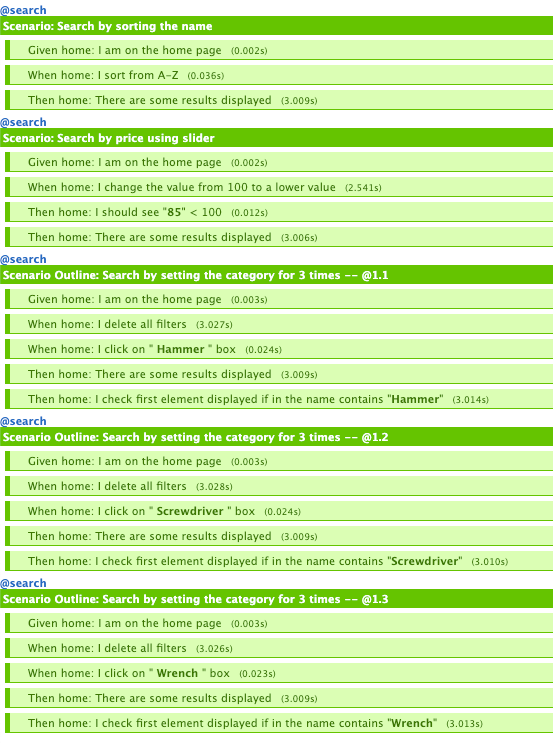 @search
Scenario: Search by sorting the name
Given home: I am on the home page (0.002s)
When home: I sort from A-Z (0.036s)
Then home: There are some results displayed (3.009s)
@search
Scenario: Search by price using slider
Given home: I am on the home page (0.002s)
When home: I change the value from 100 to a lower value (2.541s)
Then home: I should see "85" < 100 (0.012s)
Then home: There are some results displayed (3.006s)
@search
Scenario Outline: Search by setting the category for 3 times -- @1.1
Given home: I am on the home page (0.003s)
When home: I delete all filters (3.027s)
When home: I click on " Hammer " box (0.024s)
Then home: There are some results displayed (3.009s)
Then home: I check first element displayed if in the name contains "Hammer" (3.014s)
@search
Scenario Outline: Search by setting the category for 3 times -- @1.2
Given home: I am on the home page (0.003s)
When home: I delete all filters (3.028s)
When home: I click on " Screwdriver " box (0.024s)
Then home: There are some results displayed (3.009s)
Then home: I check first element displayed if in the name contains "Screwdriver" (3.010s)
@search
Scenario Outline: Search by setting the category for 3 times -- @1.3
Given home: I am on the home page (0.003s)
When home: I delete all filters (3.026s)
When home: I click on " Wrench " box (0.023s)
Then home: There are some results displayed (3.009s)
Then home: I check first element displayed if in the name contains "Wrench" (3.013s)